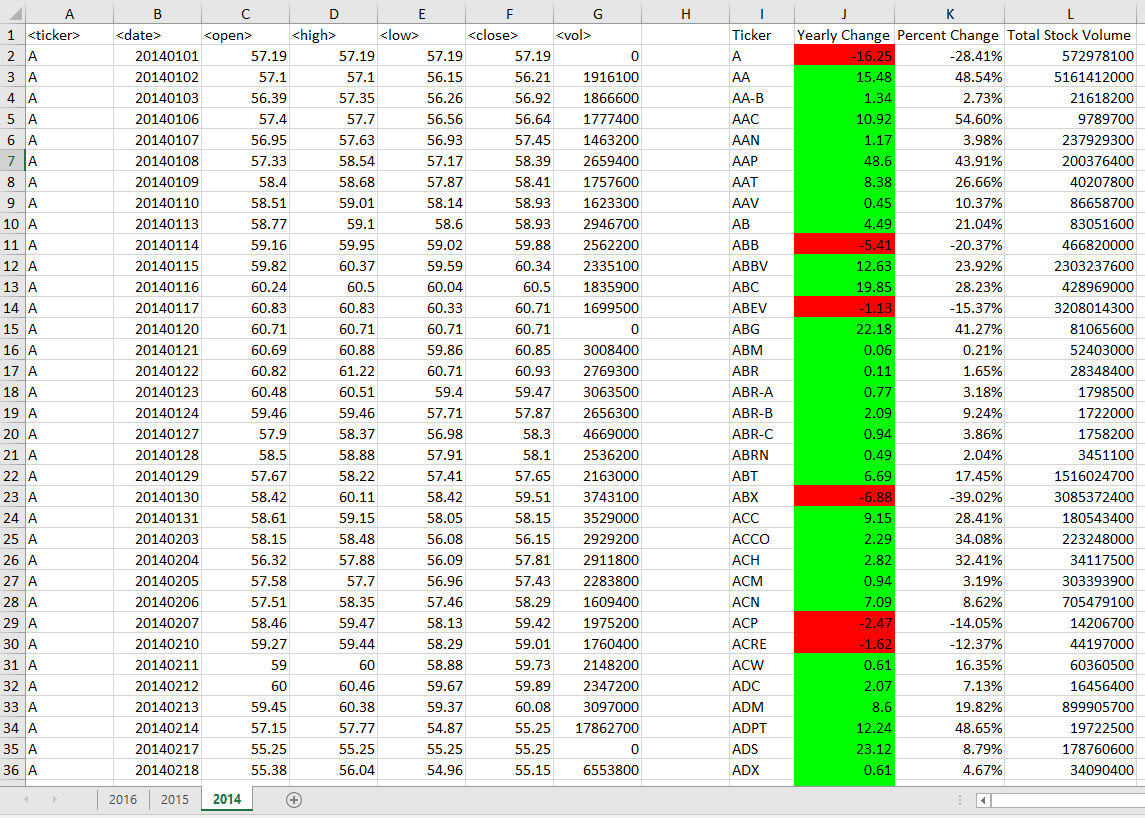 A B C D E F G H I J K L
1 <ticker> <date> <open> <high> <low> <close> <vol> Ticker Yearly Change Percent Change Total Stock Volume
2 A 20140101 57.19 57.19 57.19 57.19 0 A -16.25 -28.41% 572978100
3 A 20140102 57.1 57.1 56.15 56.21 1916100 AA 15.48 48.54% 5161412000
4 A 20140103 56.39 57.35 56.26 56.92 1866600 AA-B 1.34 2.73% 21618200
5 A 20140106 57.4 57.7 56.56 56.64 1777400 AAC 10.92 54.60% 9789700
6 A 20140107 56.95 57.63 56.93 57.45 1463200 AAN 1.17 3.98% 237929300
7 A 20140108 57.33 58.54 57.17 58.39 2659400 AAP 48.6 43.91% 200376400
8 A 20140109 58.4 58.68 57.87 58.41 1757600 AAT 8.38 26.66% 40207800
9 A 20140110 58.51 59.01 58.14 58.93 1623300 AAV 0.45 10.37% 86658700
10 A 20140113 58.77 59.1 58.6 58.93 2946700 AB 4.49 21.04% 83051600
11 A 20140114 59.16 59.95 59.02 59.88 2562200 ABB -5.41 -20.37% 466820000
12 A 20140115 59.82 60.37 59.59 60.34 2335100 ABBV 12.63 23.92% 2303237600
13 A 20140116 60.24 60.5 60.04 60.5 1835900 ABC 19.85 28.23% 428969000
14 A 20140117 60.83 60.83 60.33 60.71 1699500 ABEV -1.13 -15.37% 3208014300
15 A 20140120 60.71 60.71 60.71 60.71 0 ABG 22.18 41.27% 81065600
16 A 20140121 60.69 60.88 59.86 60.85 3008400 ABM 0.06 0.21% 52403000
17 A 20140122 60.82 61.22 60.71 60.93 2769300 ABR 0.11 1.65% 28348400
18 A 20140123 60.48 60.51 59.4 59.47 3063500 ABR-A 0.77 3.18% 1798500
19 A 20140124 59.46 59.46 57.71 57.87 2656300 ABR-B 2.09 9.24% 1722000
20 A 20140127 57.9 58.37 56.98 58.3 4669000 ABR-C 0.94 3.86% 1758200
21 A 20140128 58.5 58.88 57.91 58.1 2536200 ABRN 0.49 2.04% 3451100
22 A 20140129 57.67 58.22 57.41 57.65 2163000 ABT 6.69 17.45% 1516024700
23 A 20140130 58.42 60.11 58.42 59.51 3743100 ABX -6.88 -39.02% 3085372400
24 A 20140131 58.61 59.15 58.05 58.15 3529000 ACC 9.15 28.41% 180543400
25 A 20140203 58.15 58.48 56.08 56.15 2929200 ACCO 2.29 34.08% 223248000
26 A 20140204 56.32 57.88 56.09 57.81 2911800 ACH 2.82 32.41% 34117500
27 A 20140205 57.58 57.7 56.96 57.43 2283800 ACM 0.94 3.19% 303393900
28 A 20140206 57.51 58.35 57.46 58.29 1609400 ACN 7.09 8.62% 705479100
29 A 20140207 58.46 59.47 58.13 59.42 1975200 ACP -2.47 -14.05% 14206700
30 A 20140210 59.27 59.44 58.29 59.01 1760400 ACRE -1.62 -12.37% 44197000
31 A 20140211 59 60 58.88 59.73 2148200 ACW 0.61 16.35% 60360500
32 A 20140212 60 60.46 59.67 59.89 2347200 ADC 2.07 7.13% 16456400
33 A 20140213 59.45 60.38 59.37 60.08 3097000 ADM 8.6 19.82% 899905700
34 A 20140214 57.15 57.77 54.87 55.25 17862700 ADPT 12.24 48.65% 19722500
35 A 20140217 55.25 55.25 55.25 55.25 0 ADS 23.12 8.79% 178760600
36 A 20140218 55.38 56.04 54.96 55.15 6553800 ADX 0.61 4.67% 34090400
2016 2015 2014